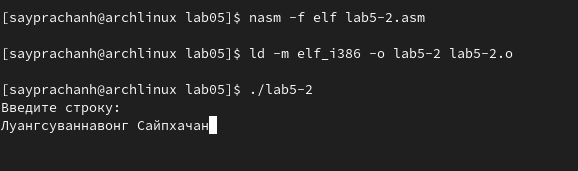 [sayprachanh@archlinux lab05]$ nasm -f elf lab5-2.asm
[sayprachanh@archlinux lab05]$ ld -m elf_i386 -o lab5-2 lab5-2.o
[sayprachanh@archlinux lab05]$ ./lab5-2
Введите строку:
Луангсуваннавонг Сайпхачан